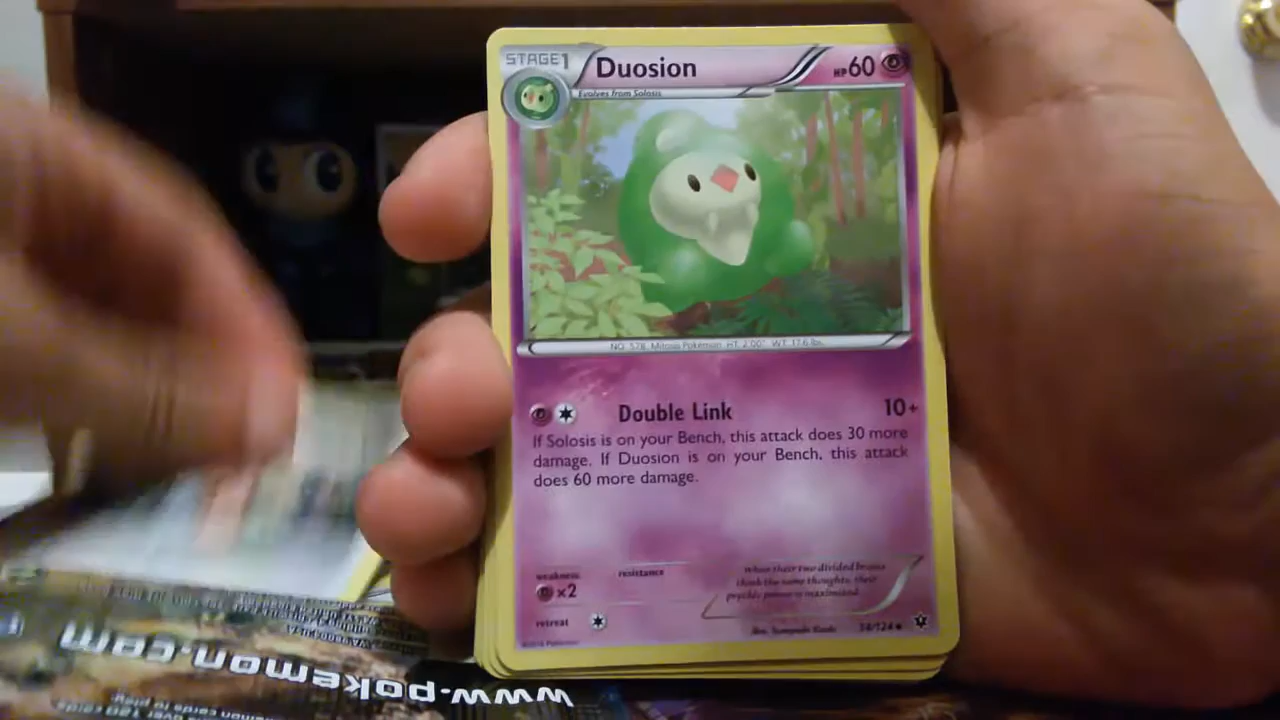 STAGE1 Duosion HP60
Evolves from Solosis
NO. 578 Mitosis Pokémon HT: 2'00" WT: 17.6 lbs.
Double Link 10+
If Solosis is on your Bench, this attack does 30 more
damage. If Duosion is on your Bench, this attack
does 60 more damage.
weakness resistance
×2
retreat
When their two divided brains
think the same thoughts, their
psychic power is maximized.
www.pokemon.com